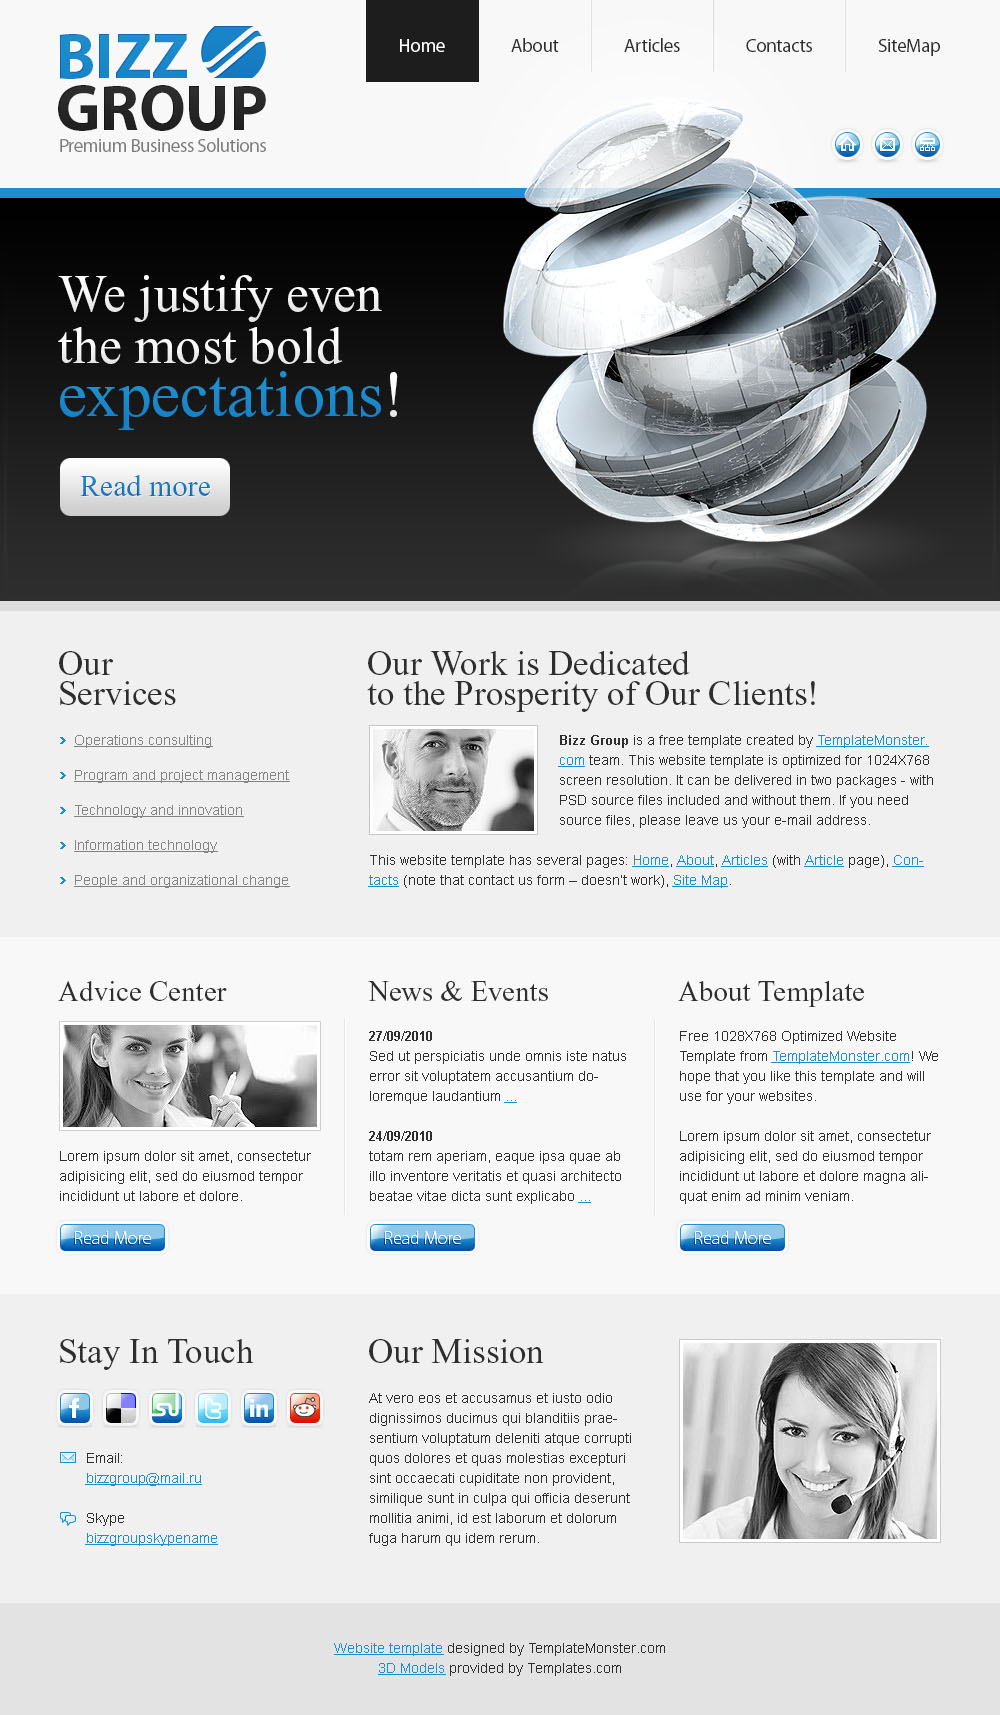 BIZZ
GROUP
Premium Business Solutions
Home
About
Articles
Contacts
SiteMap
We justify even
the most bold
expectations!
Read more
Our
Services
Operations consulting
Program and project management
Technology and innovation
Information technology
People and organizational change
Our Work is Dedicated
to the Prosperity of Our Clients!
Bizz Group is a free template created by TemplateMonster.
com team. This website template is optimized for 1024X768
screen resolution. It can be delivered in two packages - with
PSD source files included and without them. If you need
source files, please leave us your e-mail address.
This website template has several pages: Home, About, Articles (with Article page), Con-
tacts (note that contact us form – doesn't work), Site Map.
Advice Center
Lorem ipsum dolor sit amet, consectetur
adipisicing elit, sed do eiusmod tempor
incididunt ut labore et dolore.
Read More
News & Events
27/09/2010
Sed ut perspiciatis unde omnis iste natus
error sit voluptatem accusantium do-
loremque laudantium ...
24/09/2010
totam rem aperiam, eaque ipsa quae ab
illo inventore veritatis et quasi architecto
beatae vitae dicta sunt explicabo ...
Read More
About Template
Free 1028X768 Optimized Website
Template from TemplateMonster.com! We
hope that you like this template and will
use for your websites.
Lorem ipsum dolor sit amet, consectetur
adipisicing elit, sed do eiusmod tempor
incididunt ut labore et dolore magna ali-
quat enim ad minim veniam.
Read More
Stay In Touch
Email:
bizzgroup@mail.ru
Skype
bizzgroupskypename
Our Mission
At vero eos et accusamus et iusto odio
dignissimos ducimus qui blanditiis prae-
sentium voluptatum deleniti atque corrupti
quos dolores et quas molestias excepturi
sint occaecati cupiditate non provident,
similique sunt in culpa qui officia deserunt
mollitia animi, id est laborum et dolorum
fuga harum qu idem rerum.
Website template designed by TemplateMonster.com
3D Models provided by Templates.com